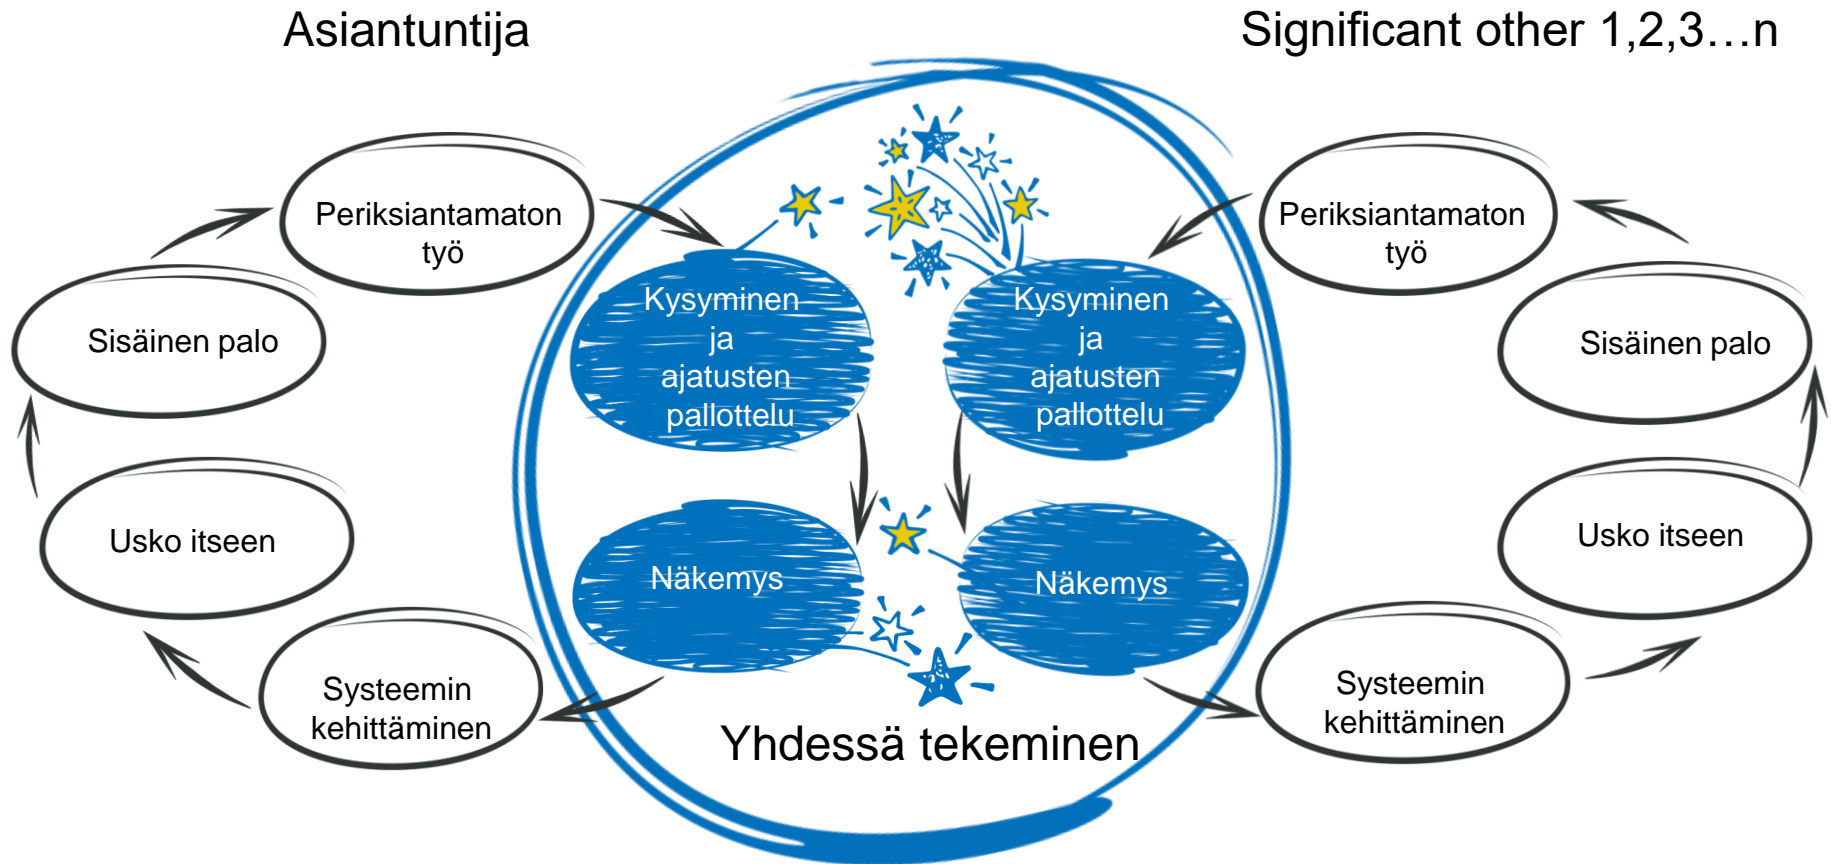 Asiantuntija
Significant other 1,2,3…n
Periksiantamaton
työ
Sisäinen palo
Usko itseen
Systeemin
kehittäminen
Kysyminen
ja
ajatusten
pallottelu
Näkemys
Kysyminen
ja
ajatusten
pallottelu
Näkemys
Yhdessä tekeminen
Periksiantamaton
työ
Sisäinen palo
Usko itseen
Systeemin
kehittäminen